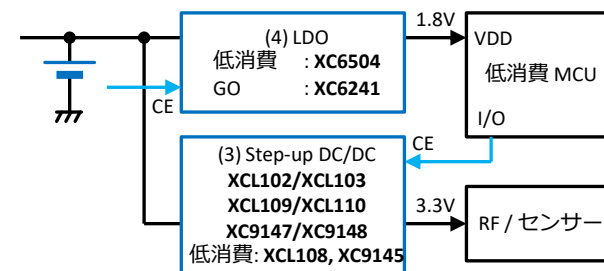 (4) LDO
低消費 : XC6504
GO : XC6241
CE
1.8V
VDD
低消費 MCU
I/O
CE
(3) Step-up DC/DC
XCL102/XCL103
XCL109/XCL110
XC9147/XC9148
低消費: XCL108, XC9145
3.3V
RF / センサー